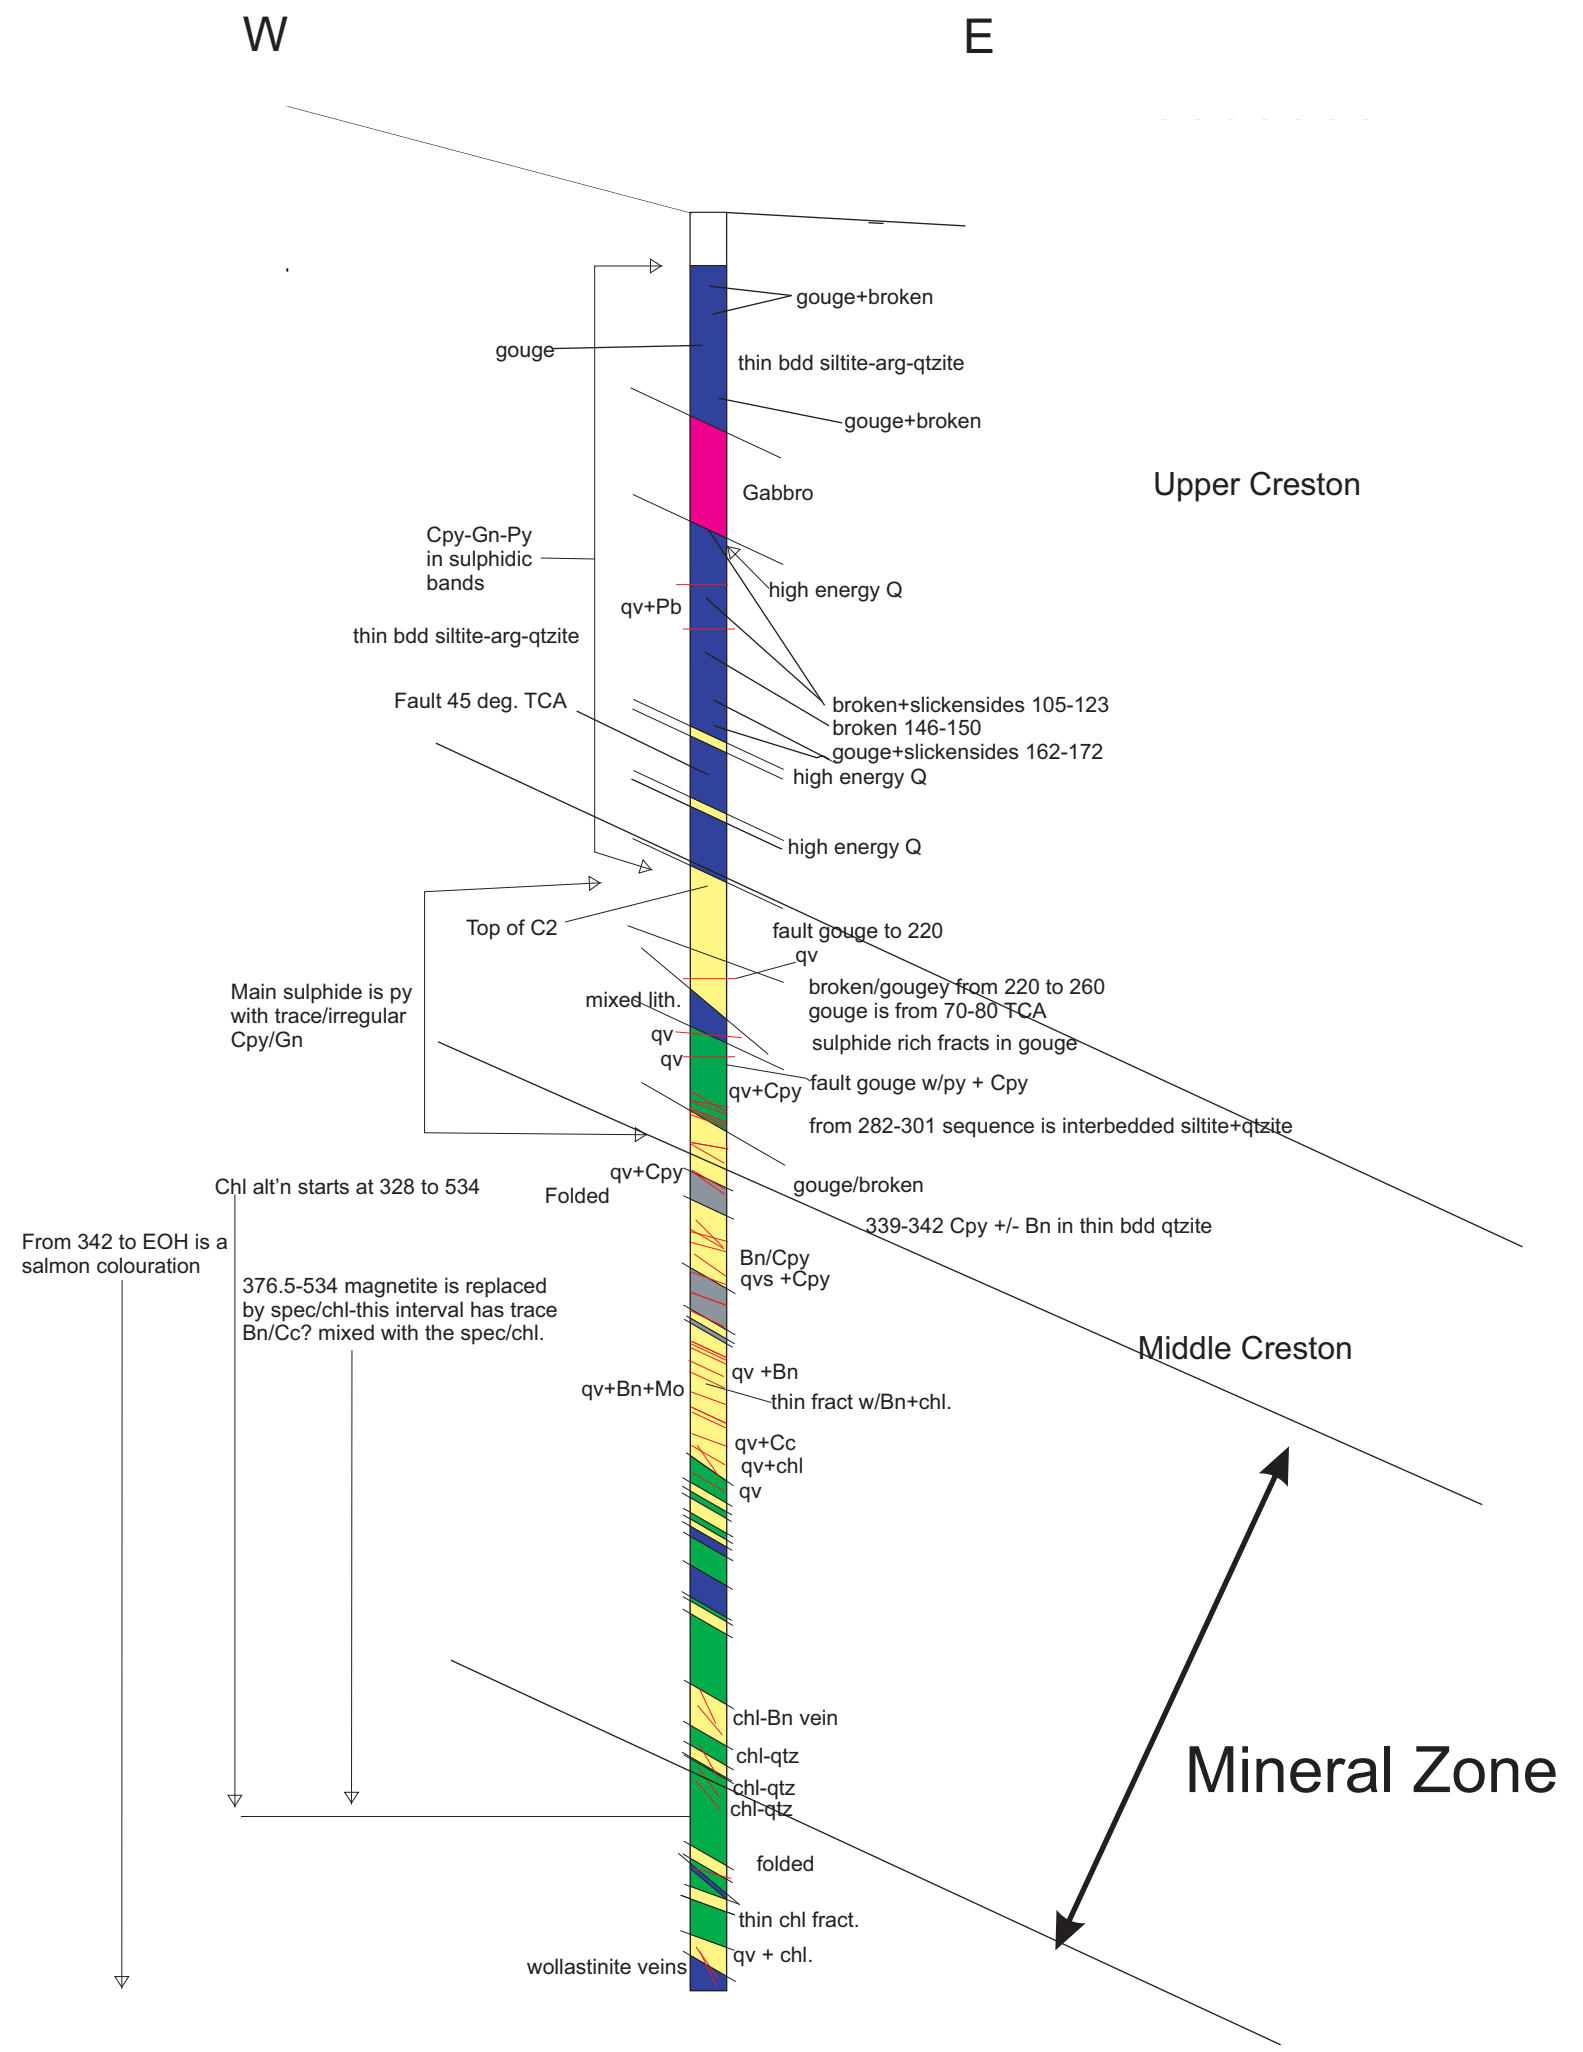 W
E
gouge+broken
gouge
thin bdd siltite-arg-qtzite
gouge+broken
Upper Creston
Gabbro
Cpy-Gn-Py
in sulphidic
bands
high energy Q
qv+Pb
thin bdd siltite-arg-qtzite
Fault 45 deg. TCA
broken+slickensides 105-123
broken 146-150
gouge+slickensides 162-172
high energy Q
high energy Q
Top of C2
fault gouge to 220
qv
Main sulphide is py
with trace/irregular
Cpy/Gn
mixed lith.
broken/gougey from 220 to 260
gouge is from 70-80 TCA
qv
sulphide rich fracts in gouge
qv
fault gouge w/py + Cpy
qv+Cpy
from 282-301 sequence is interbedded siltite+qtzite
qv+Cpy
Folded
gouge/broken
Chl alt’n starts at 328 to 534
339-342 Cpy +/- Bn in thin bdd qtzite
From 342 to EOH is a
salmon colouration
Bn/Cpy
qvs +Cpy
376.5-534 magnetite is replaced
by spec/chl-this interval has trace
Bn/Cc? mixed with the spec/chl.
Middle Creston
qv +Bn
qv+Bn+Mo
thin fract w/Bn+chl.
qv+Cc
qv+chl
qv
chl-Bn vein
chl-qtz
Mineral Zone
chl-qtz
chl-qtz
folded
thin chl fract.
qv + chl.
wollastinite veins